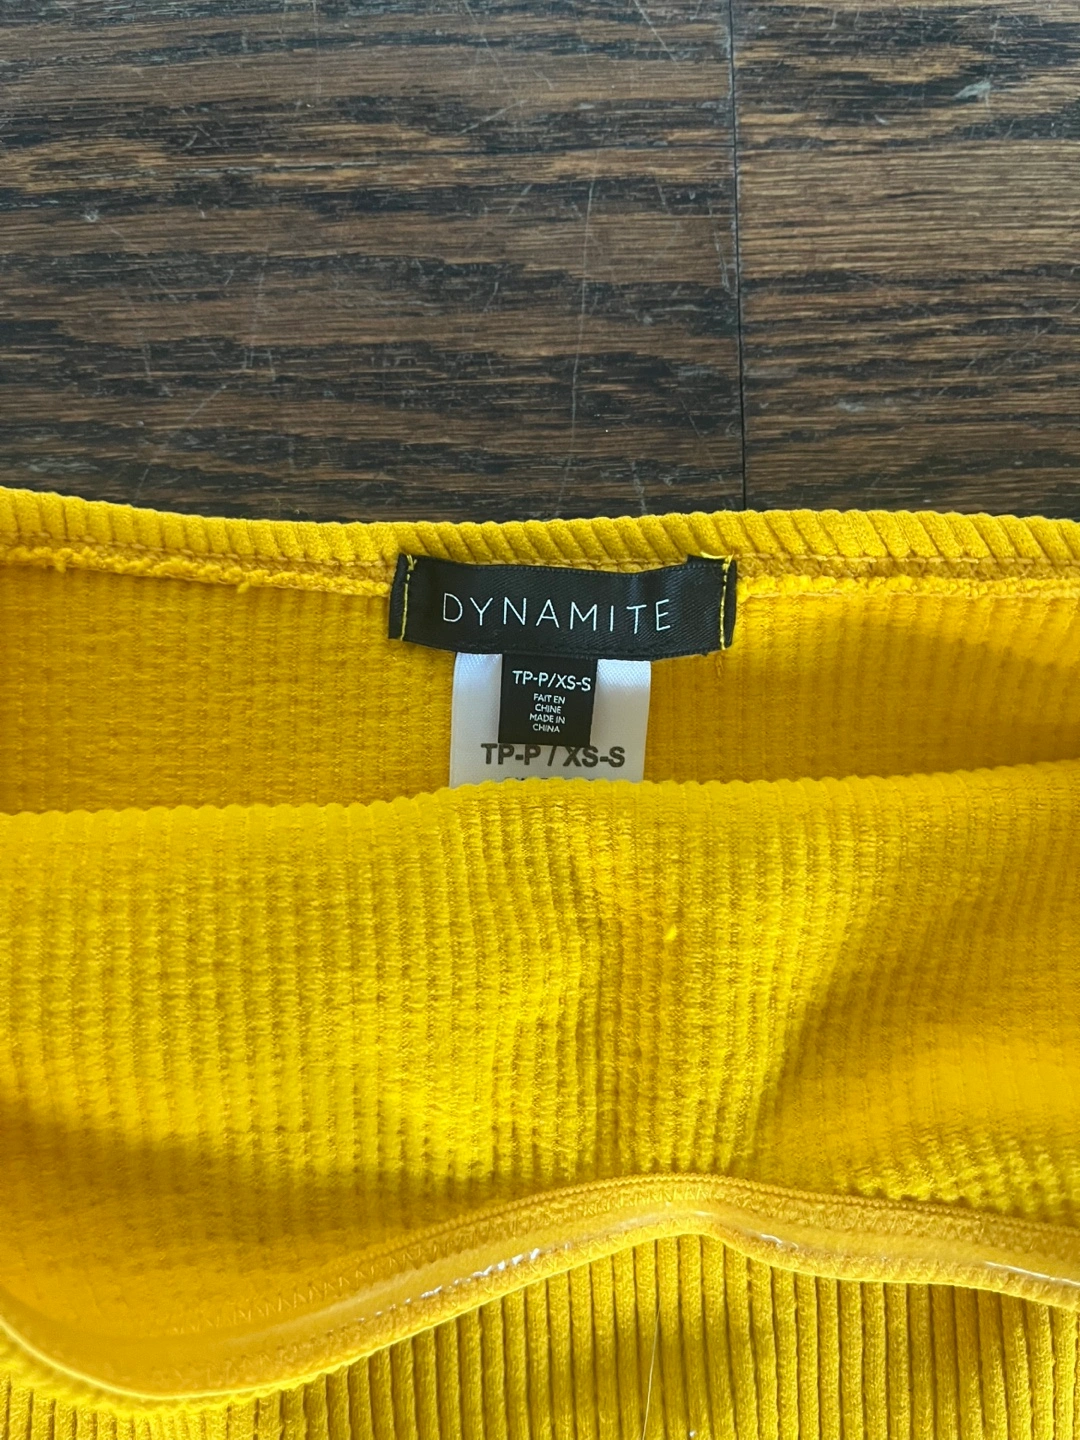 DYNAMITE
TP-P/XS-S
FAIT EN
CHINE
MADE IN
CHINA
TP-P / XS-S